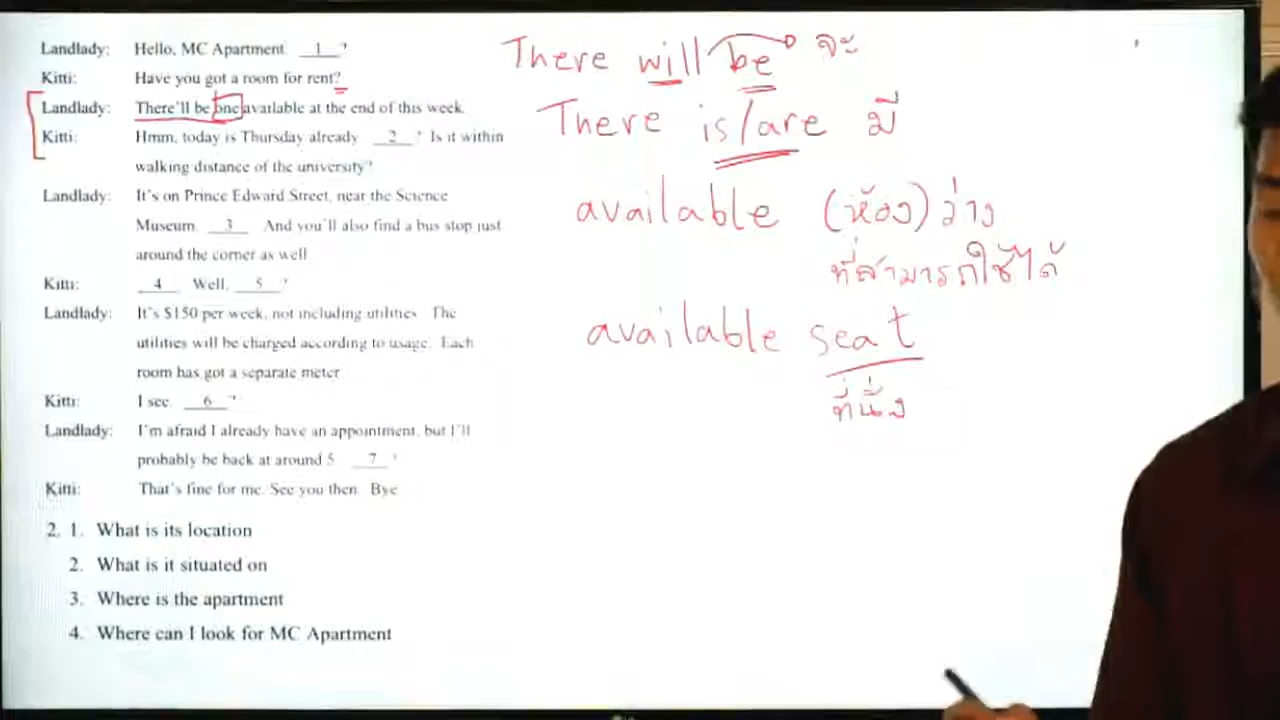 Landlady: Hello, MC Apartment. 1 ?
Kitti: Have you got a room for rent?
Landlady: There'll be one available at the end of this week.
Kitti: Hmm, today is Thursday already. 2 ? Is it within
walking distance of the university?
Landlady: It's on Prince Edward Street, near the Science
Museum. 3 And you'll also find a bus stop just
around the corner as well
Kitti: 4 Well, 5 ?
Landlady: It's $150 per week, not including utilities. The
utilities will be charged according to usage. Each
room has got a separate meter
Kitti: I see. 6 ?
Landlady: I'm afraid I already have an appointment, but I'll
probably be back at around 5. 7 ?
Kitti: That's fine for me. See you then. Bye
2. 1. What is its location
2. What is it situated on
3. Where is the apartment
4. Where can I look for MC Apartment
There will be จะ
There is/are มี
available (ห้อง) ว่าง
ที่สามารถใช้ได้
available seat
ที่นั่ง